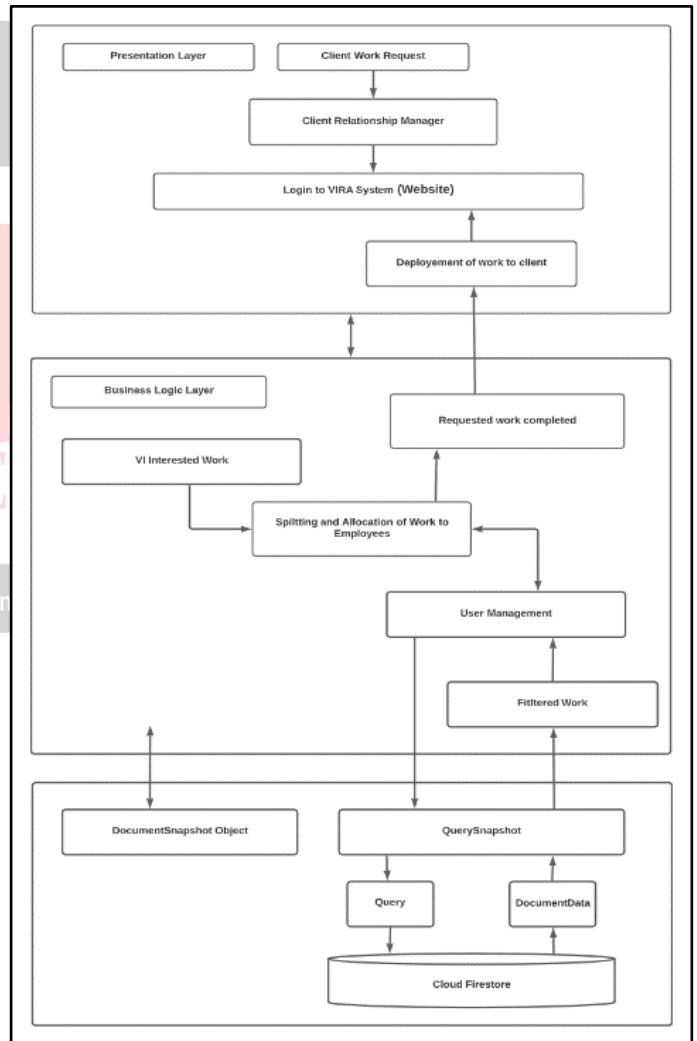 Presentation Layer
Client Work Request
Client Relationship Manager
Login to VIRA System (Website)
Deployement of work to client
Business Logic Layer
Requested work completed
VI Interested Work
Spiltting and Allocation of Work to
Employees
User Management
Fitltered Work
DocumentSnapshot Object
QuerySnapshot
Query
DocumentData
Cloud Firestore